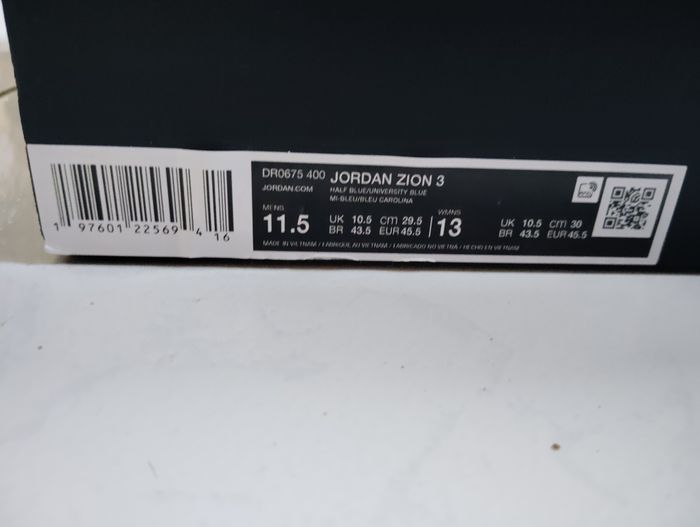 DR0675 400 JORDAN ZION 3
JORDAN.COM HALF BLUE/UNIVERSITY BLUE
MI-BLEU/BLEU CAROLINA
MENS
11.5 UK 10.5 cm 29.5
BR 43.5 EUR 45.5
WMNS
13 UK 10.5 cm 30
BR 43.5 EUR 45.5
MADE IN VIETNAM / FABRIQUE AU VIETNAM / FABRICADO NO VIETNA / HECHO EN VIETNAM
1 97601 22569 4 16